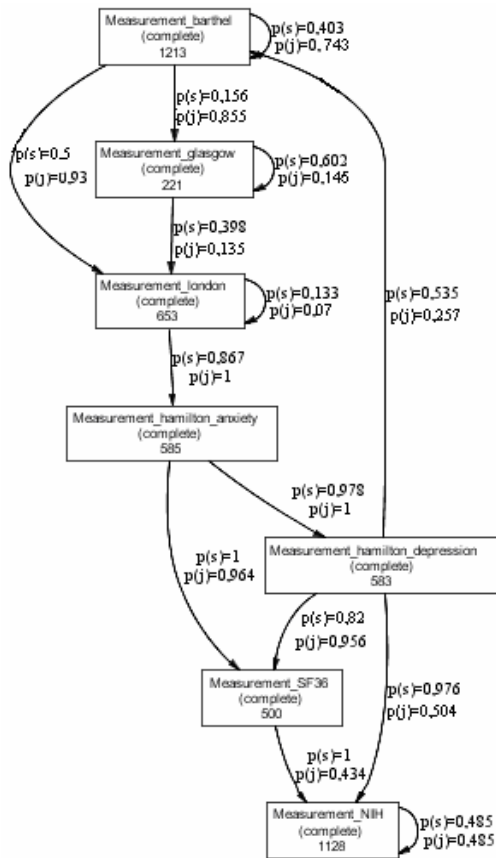 Measurement_barthel
(complete)
1213
p(s)=0,403
p(j)=0,743
p(s)=0,156
p(j)=0,855
p(s)=0,5
p(j)=0,93
Measurement_glasgow
(complete)
221
p(s)=0,602
p(j)=0,146
p(s)=0,398
p(j)=0,135
Measurement_london
(complete)
653
p(s)=0,133
p(j)=0,07
p(s)=0,535
p(j)=0,257
p(s)=0,867
p(j)=1
Measurement_hamilton_anxiety
(complete)
585
p(s)=0,978
p(j)=1
p(s)=1
p(j)=0,964
Measurement_hamilton_depression
(complete)
583
p(s)=0,82
p(j)=0,956
Measurement_SF36
(complete)
500
p(s)=0,976
p(j)=0,504
p(s)=1
p(j)=0,434
Measurement_NIH
(complete)
1128
p(s)=0,485
p(j)=0,485